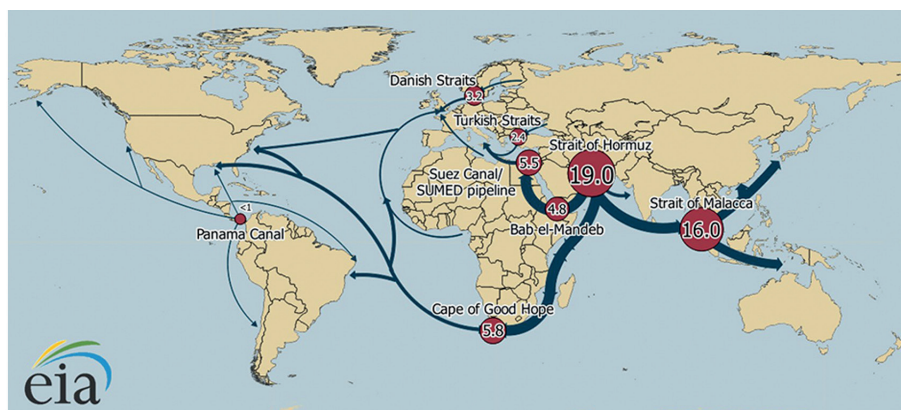 Danish Straits
3.2
Turkish Straits
2.4
Strait of Hormuz
5.5
19.0
Suez Canal/
SUMED pipeline
4.8
Strait of Malacca
<1
Bab el-Mandeb
16.0
Panama Canal
Cape of Good Hope
5.8
eia